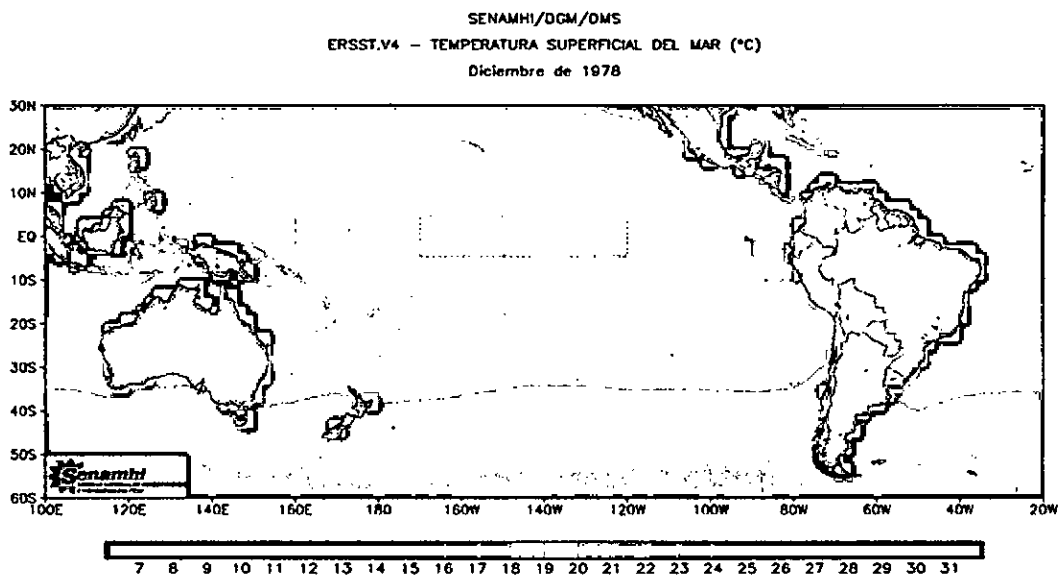 SENAMHI/DGM/DMS
ERSST.V4 – TEMPERATURA SUPERFICIAL DEL MAR (°C)
Diciembre de 1978
30N
20N
10N
EQ
10S
20S
30S
40S
50S
60S
Senamhi
100E 120E 140E 160E 180 160W 140W 120W 100W 80W 60W 40W 20W
7 8 9 10 11 12 13 14 15 16 17 18 19 20 21 22 23 24 25 26 27 28 29 30 31